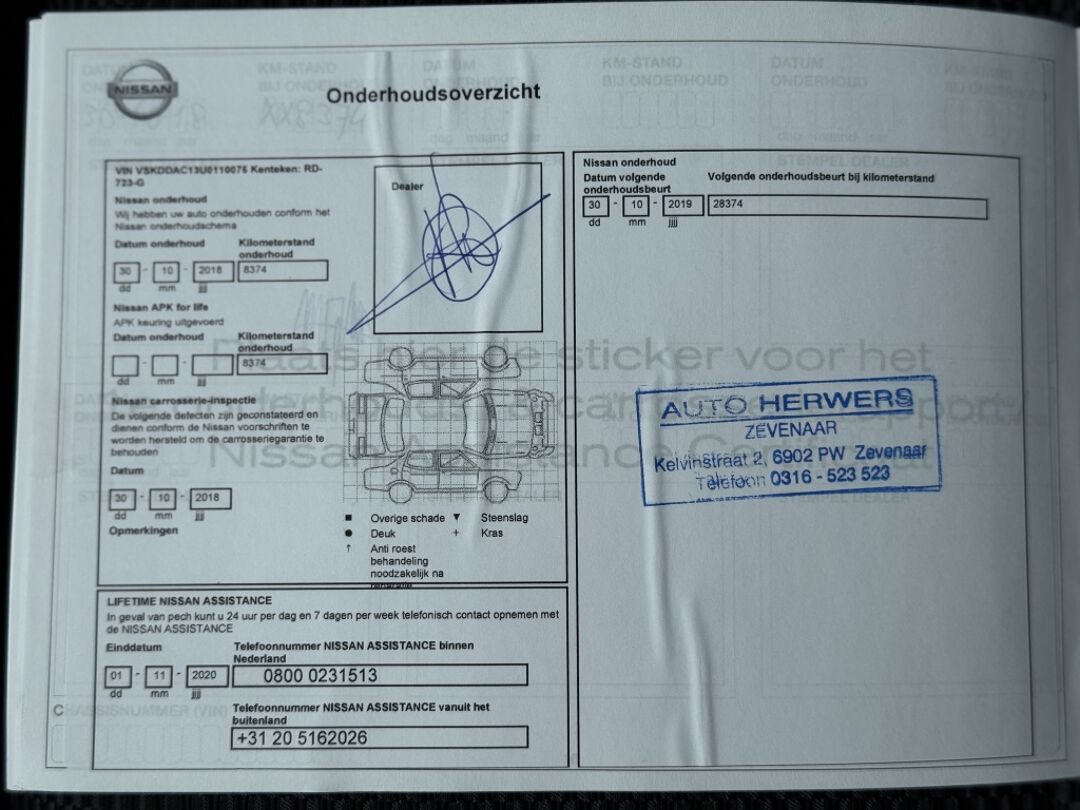 NISSAN
Onderhoudsoverzicht
VIN VSKDDAC13U0110076 Kenteken: RD-
723-G
Nissan onderhoud
Wij hebben uw auto onderhouden conform het
Nissan onderhoudschema
Datum onderhoud Kilometerstand
onderhoud
30 - 10 - 2018 8374
dd mm jjjj
Nissan APK for life
APK keuring uitgevoerd
Datum onderhoud Kilometerstand
onderhoud
- - 8374
dd mm jjjj
Nissan carrosserie-inspectie
De volgende defecten zijn geconstateerd en
dienen conform de Nissan voorschriften te
worden hersteld om de carrosseriegarantie te
behouden
Datum
30 - 10 - 2018
dd mm jjjj
Opmerkingen
Dealer
■ Overige schade ▼ Steenslag
● Deuk + Kras
↑ Anti roest
behandeling
noodzakelijk na
LIFETIME NISSAN ASSISTANCE
In geval van pech kunt u 24 uur per dag en 7 dagen per week telefonisch contact opnemen met
de NISSAN ASSISTANCE
Einddatum Telefoonnummer NISSAN ASSISTANCE binnen
Nederland
01 - 11 - 2020 0800 0231513
dd mm jjjj
Telefoonnummer NISSAN ASSISTANCE vanuit het
buitenland
+31 20 5162026
CHASSISNUMMER (VIN)
Nissan onderhoud
Datum volgende Volgende onderhoudsbeurt bij kilometerstand
onderhoudsbeurt
30 - 10 - 2019 28374
dd mm jjjj
AUTO HERWERS
ZEVENAAR
Kelvinstraat 2, 6902 PW Zevenaar
Telefoon 0316 - 523 523